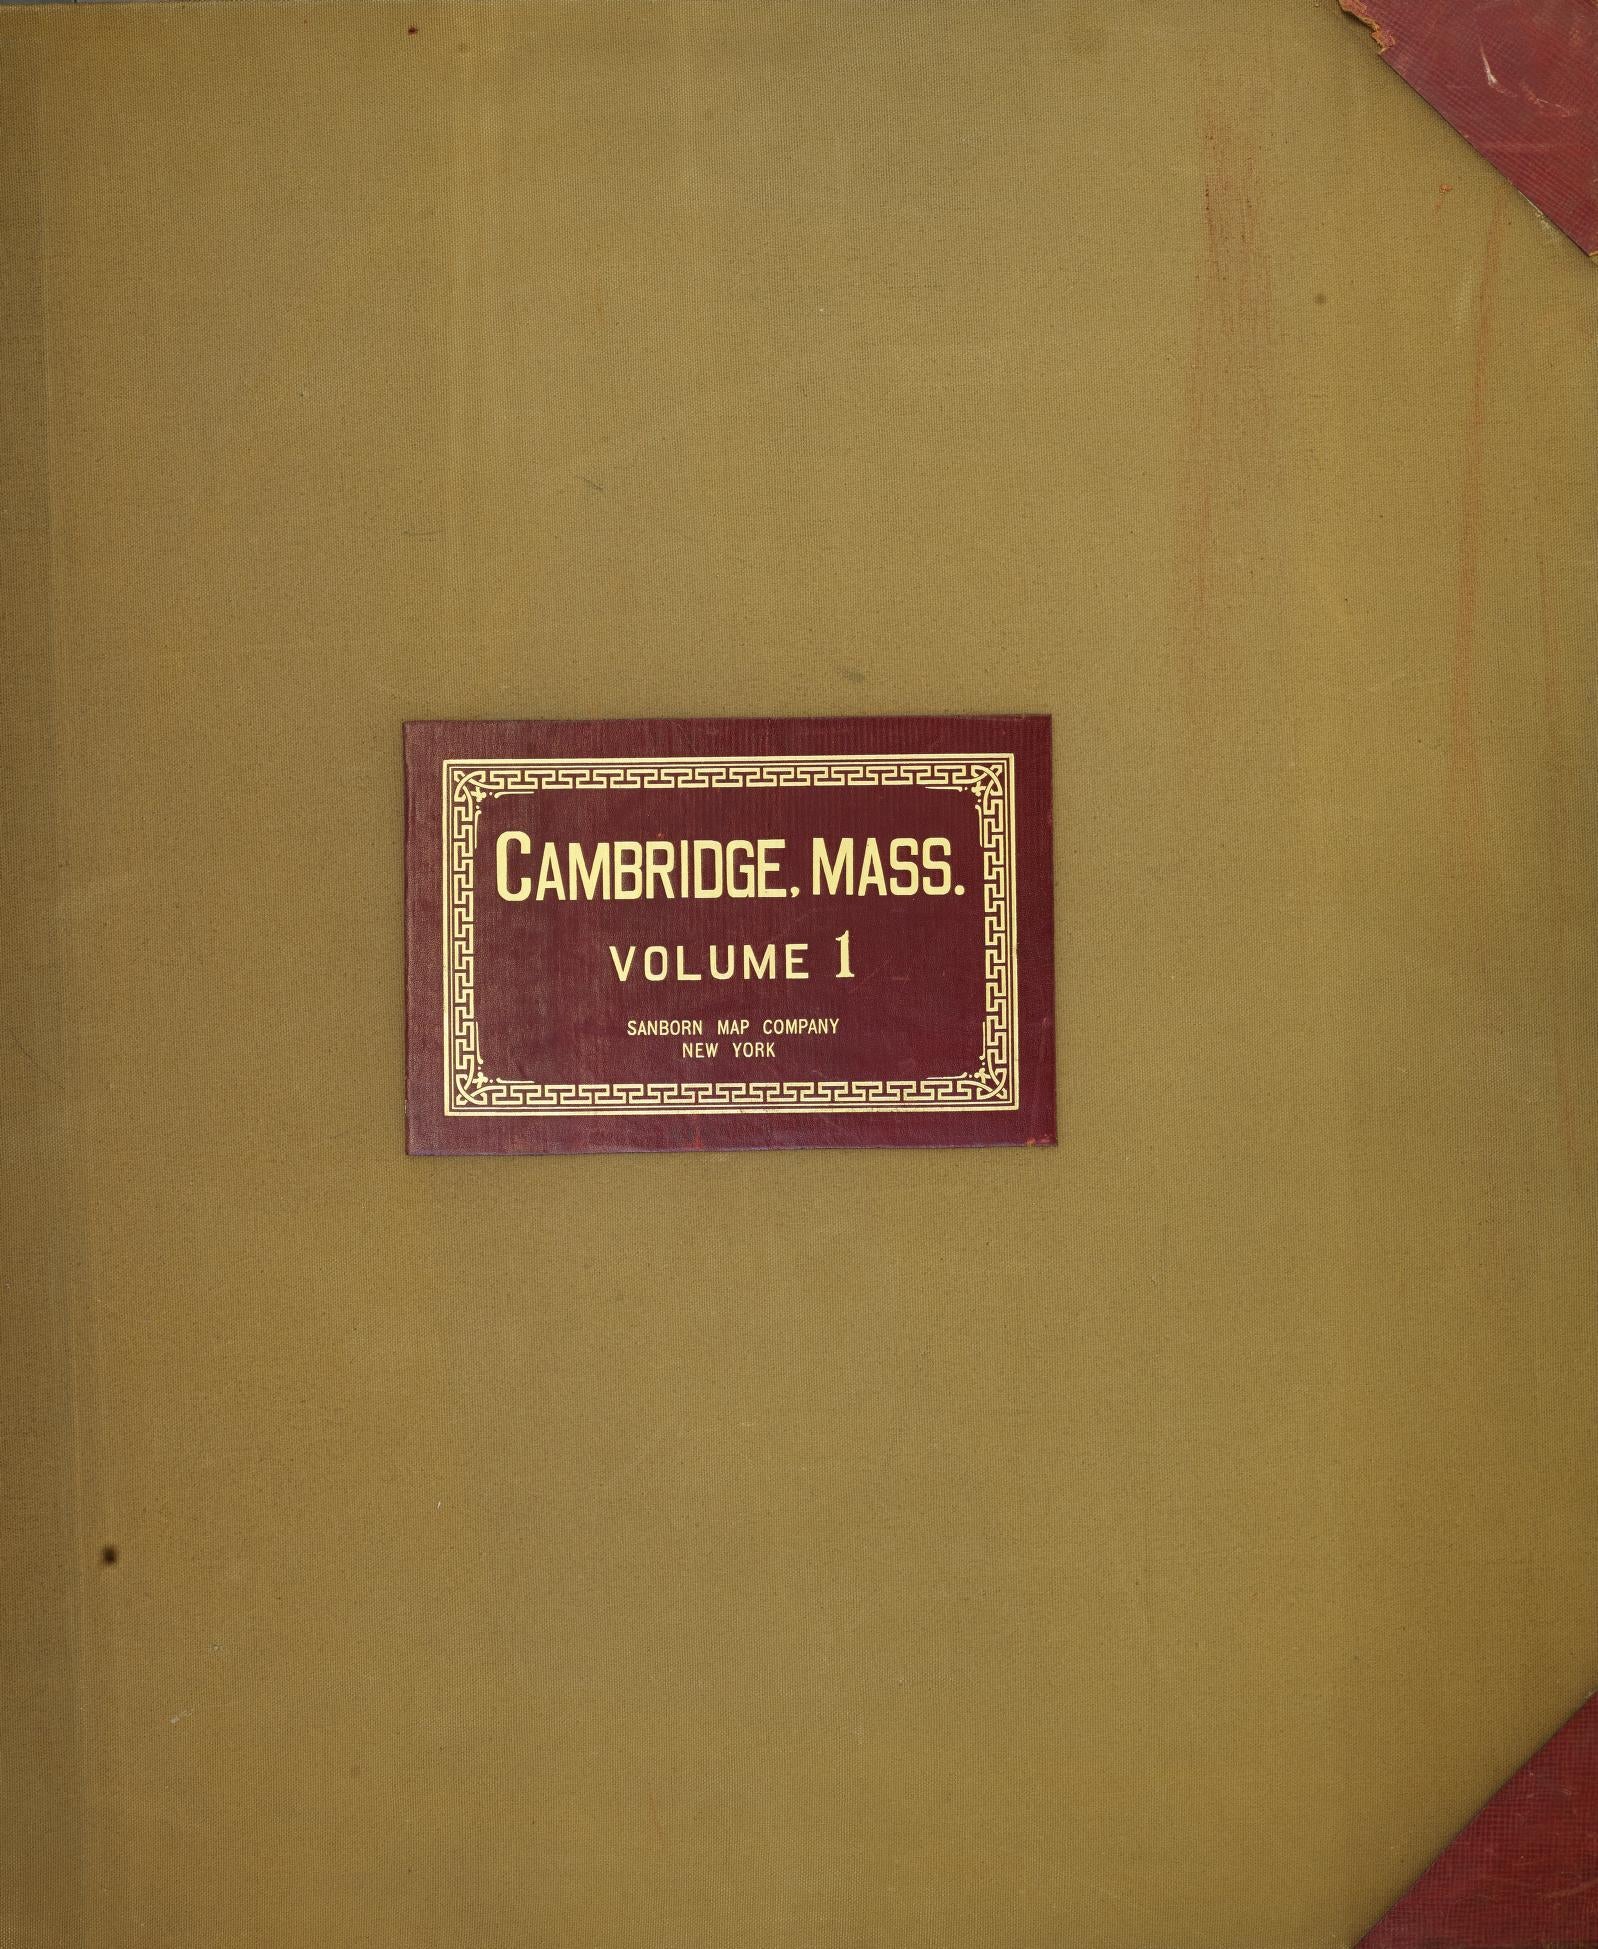 CAMBRIDGE, MASS.
VOLUME 1
SANBORN MAP COMPANY
NEW YORK